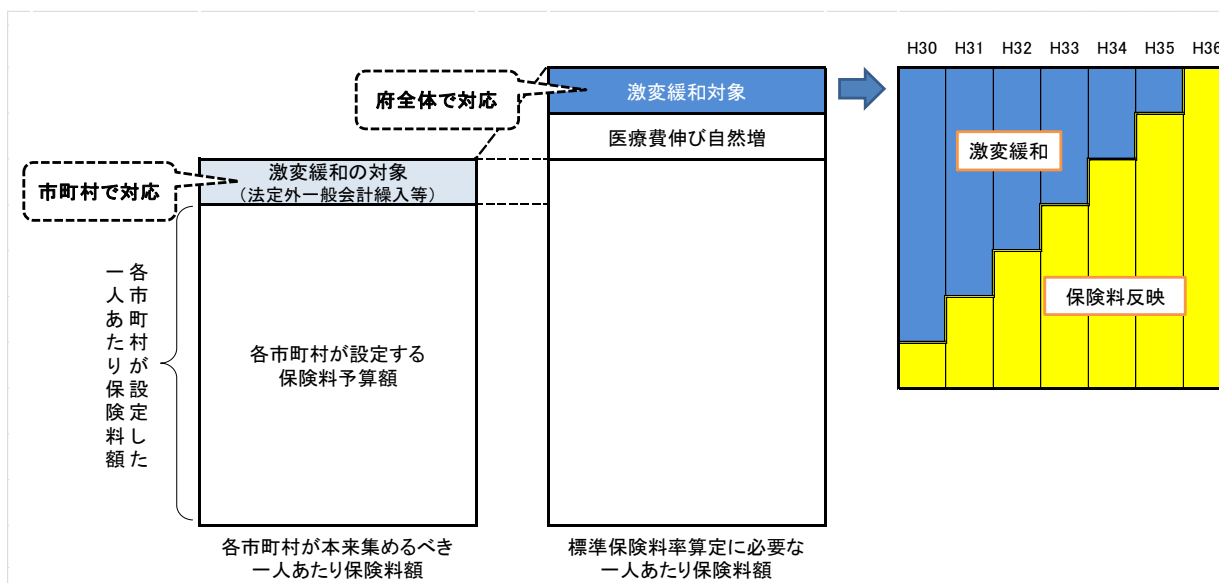 H30 H31 H32 H33 H34 H35 H36
府全体で対応
激変緩和対象
医療費伸び自然増
激変緩和
市町村で対応
激変緩和の対象
（法定外一般会計繰入等）
各市町村が設定した
一人あたり保険料額
各市町村が設定する
保険料予算額
保険料反映
各市町村が本来集めるべき
一人あたり保険料額
標準保険料率算定に必要な
一人あたり保険料額